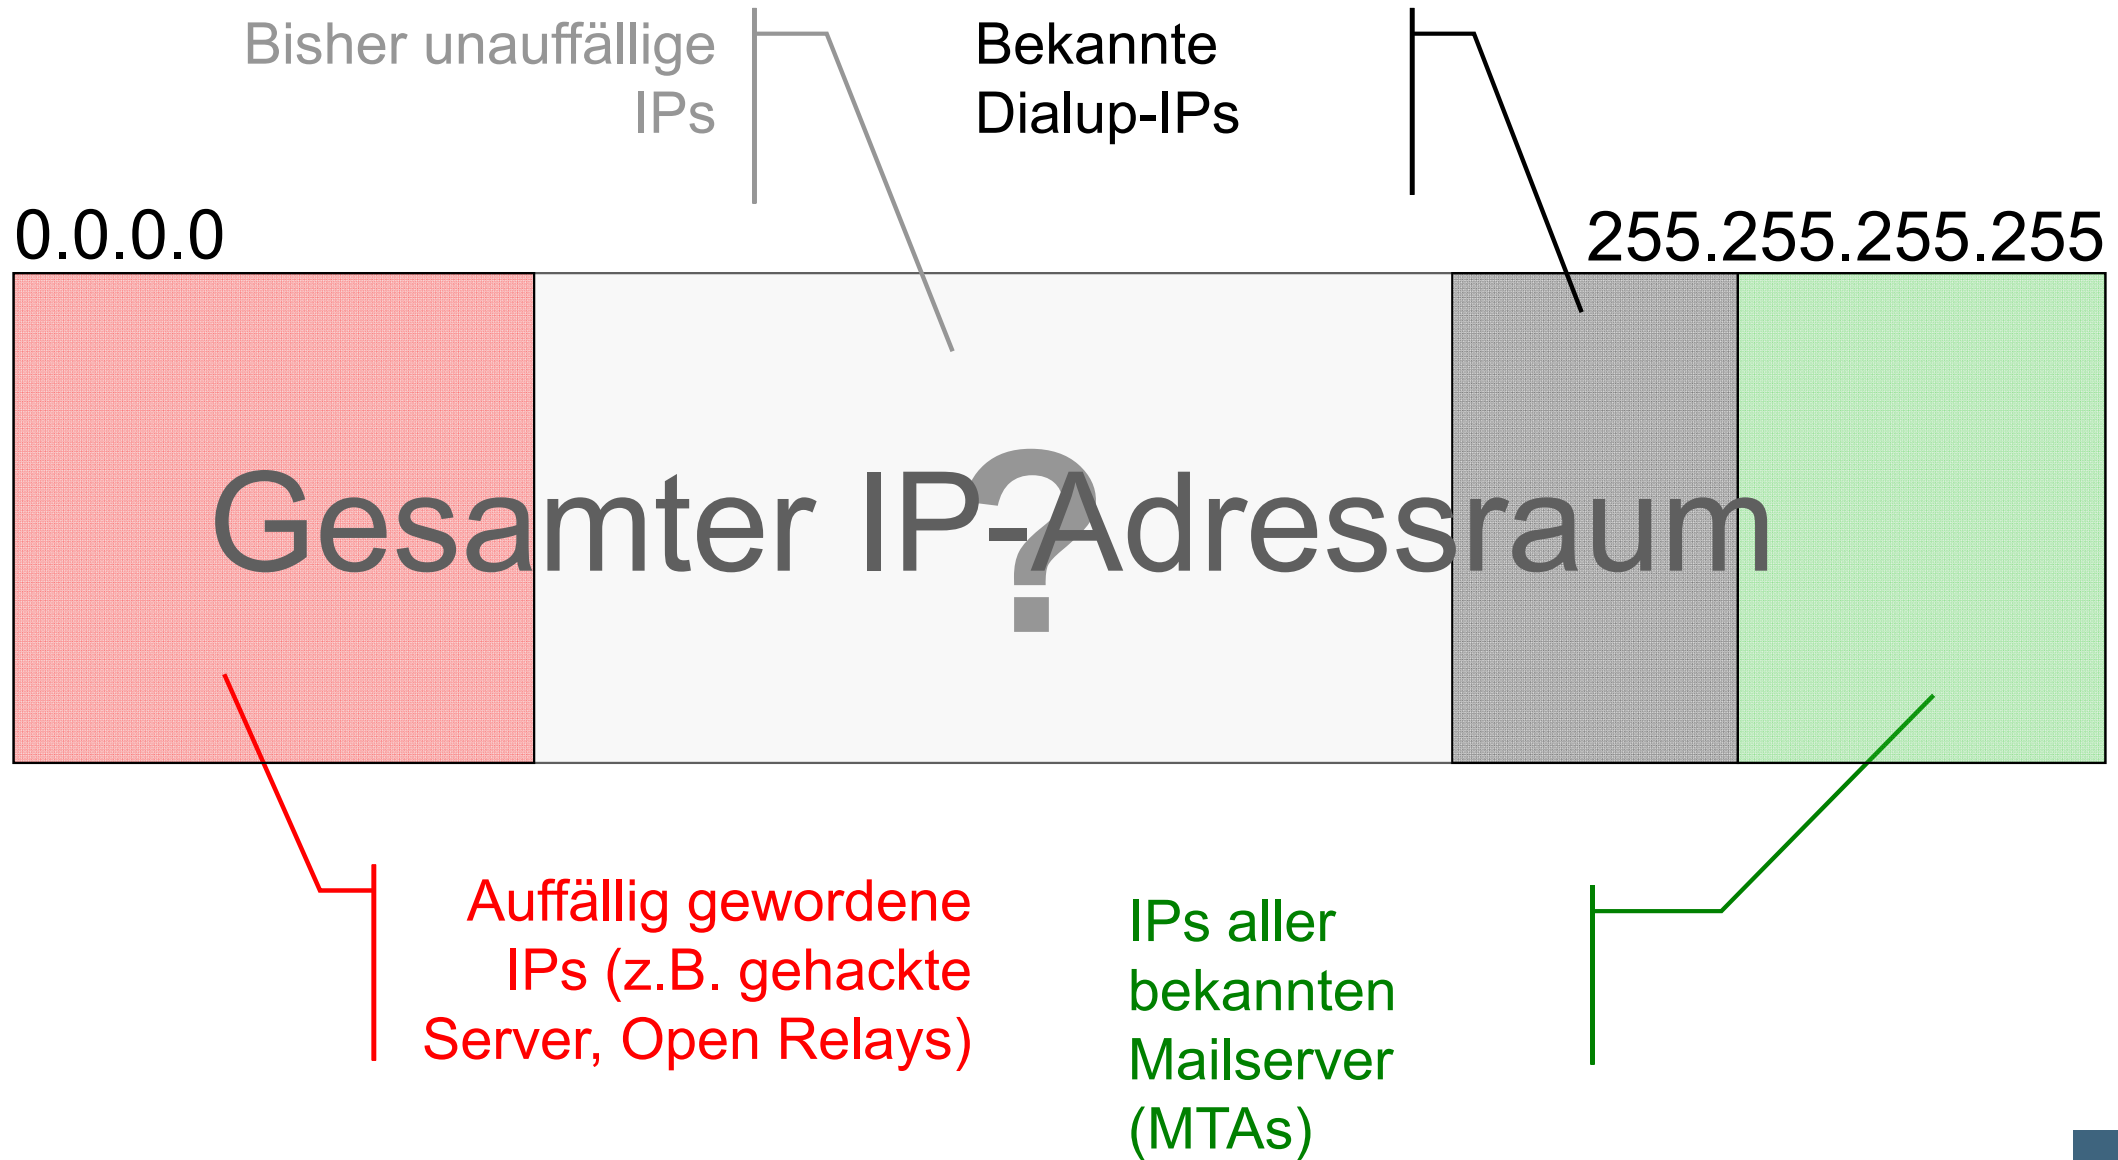 Bisher unauffällige
IPs
Bekannte
Dialup-IPs
0.0.0.0
255.255.255.255
?
Gesamter IP-Adressraum
Auffällig gewordene
IPs (z.B. gehackte
Server, Open Relays)
IPs aller
bekannten
Mailserver
(MTAs)